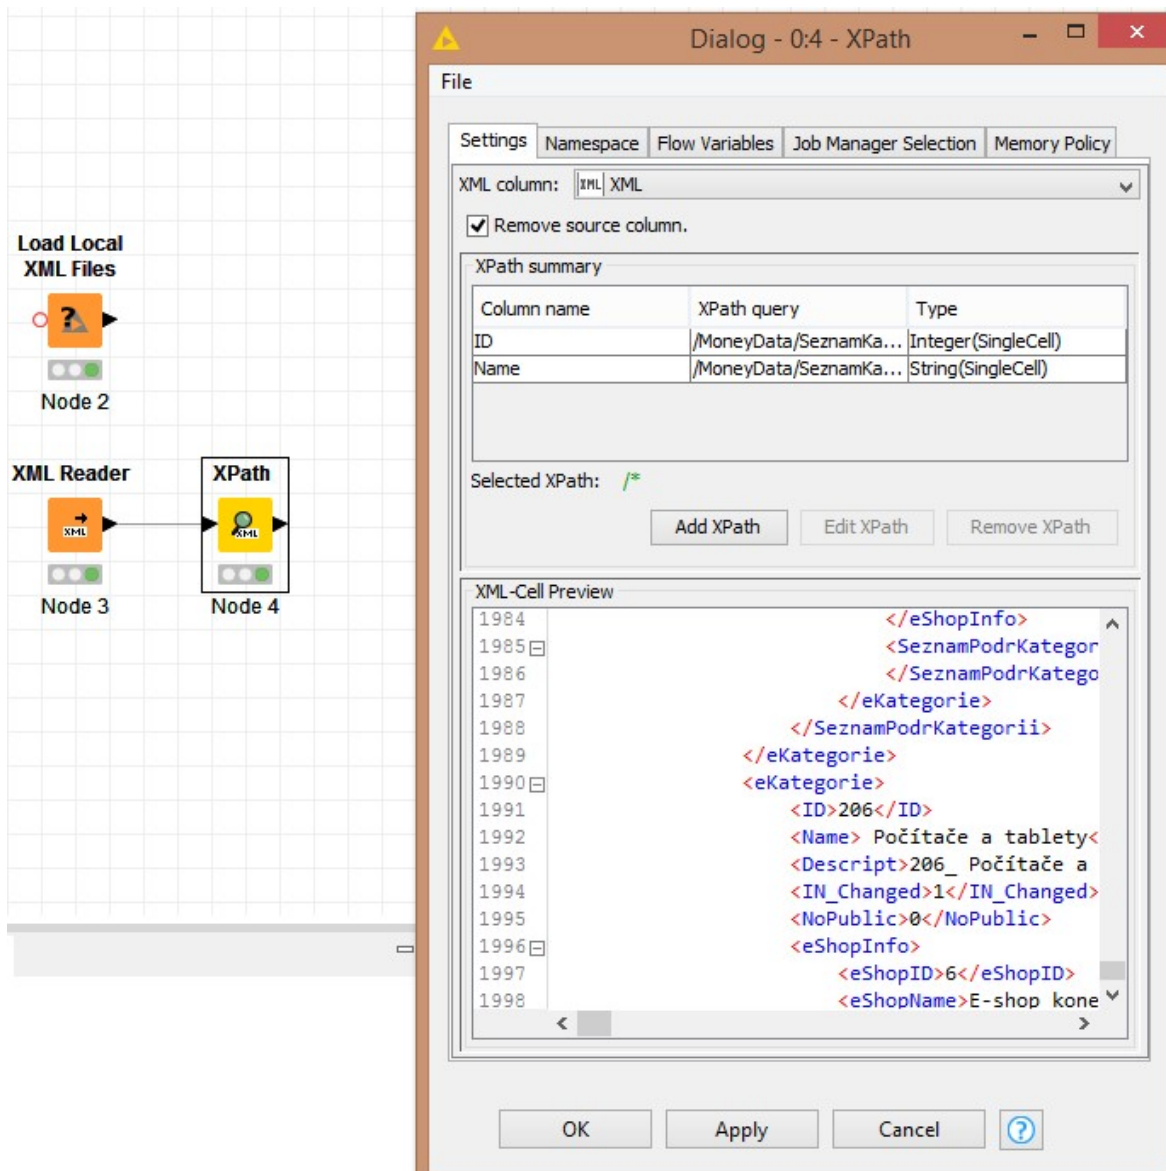 Load Local
XML Files
?
Node 2
XML Reader
XML
Node 3
XPath
XML
Node 4
Dialog - 0:4 - XPath
File
Settings Namespace Flow Variables Job Manager Selection Memory Policy
XML column: XML XML
Remove source column.
XPath summary
Column name XPath query Type
ID /MoneyData/SeznamKa... Integer(SingleCell)
Name /MoneyData/SeznamKa... String(SingleCell)
Selected XPath: /*
Add XPath Edit XPath Remove XPath
XML-Cell Preview
1984 </eShopInfo>
1985 <SeznamPodrKategor
1986 </SeznamPodrKatego
1987 </eKategorie>
1988 </SeznamPodrKategorii>
1989 </eKategorie>
1990 <eKategorie>
1991 <ID>206</ID>
1992 <Name> Počítače a tablety<
1993 <Descript>206_ Počítače a
1994 <IN_Changed>1</IN_Changed>
1995 <NoPublic>0</NoPublic>
1996 <eShopInfo>
1997 <eShopID>6</eShopID>
1998 <eShopName>E-shop kone
OK Apply Cancel ?